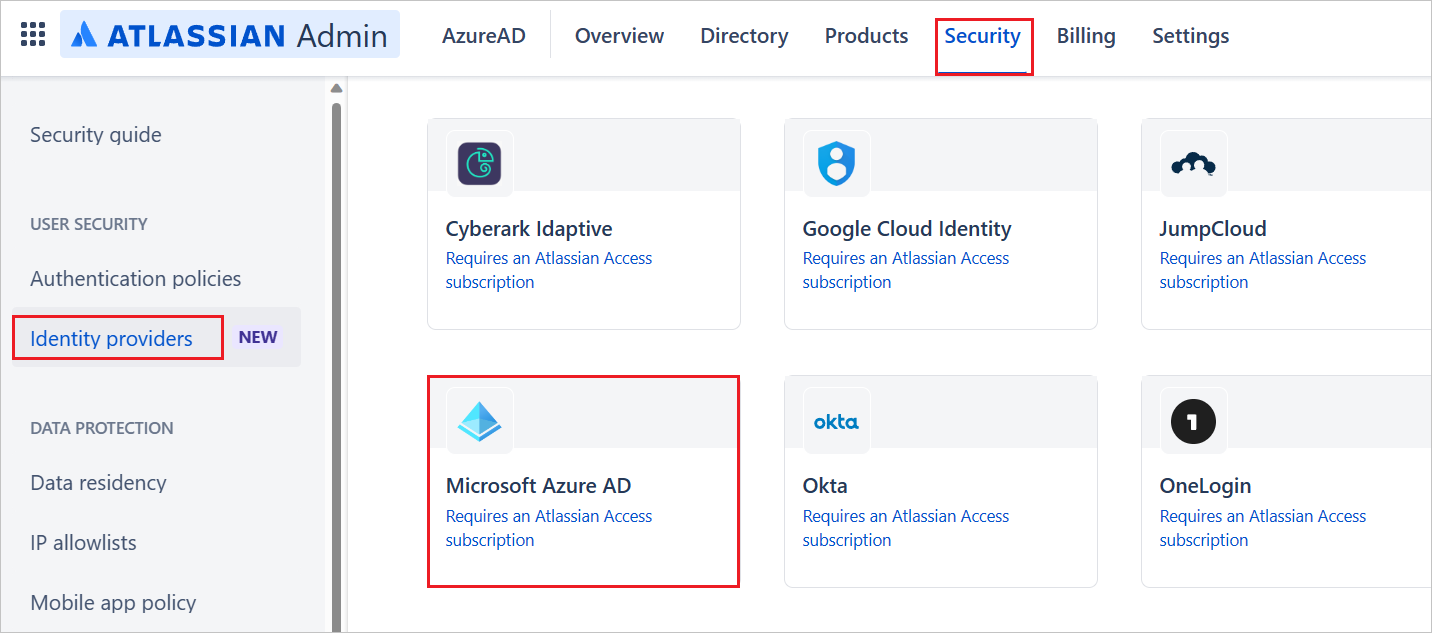 ATLASSIAN Admin AzureAD Overview Directory Products Security Billing Settings
Security guide
USER SECURITY
Authentication policies
Identity providers NEW
DATA PROTECTION
Data residency
IP allowlists
Mobile app policy
Cyberark Idaptive
Requires an Atlassian Access
subscription
Google Cloud Identity
Requires an Atlassian Access
subscription
JumpCloud
Requires an Atlassian Access
subscription
Microsoft Azure AD
Requires an Atlassian Access
subscription
okta
Okta
Requires an Atlassian Access
subscription
1
OneLogin
Requires an Atlassian Access
subscription